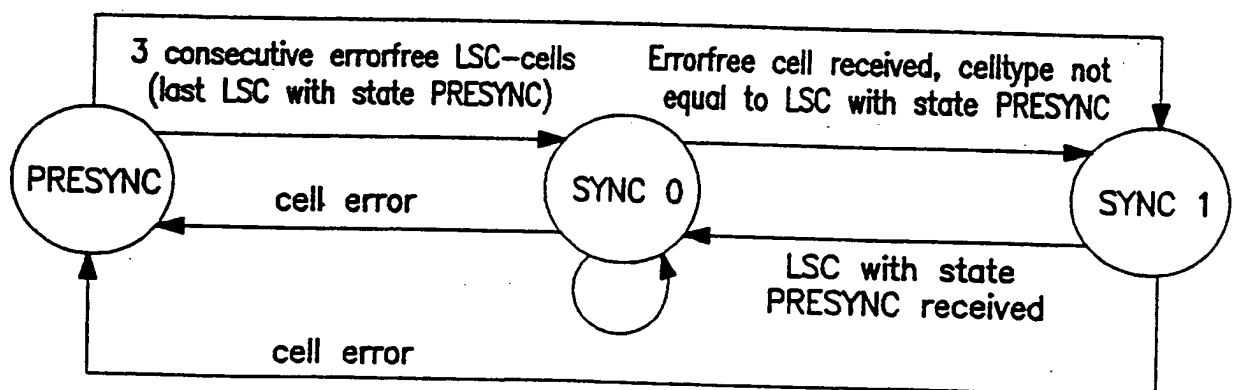 3 consecutive errorfree LSC-cells
(last LSC with state PRESYNC)
Errorfree cell received, celltype not
equal to LSC with state PRESYNC
PRESYNC
SYNC 0
SYNC 1
cell error
LSC with state
PRESYNC received
cell error